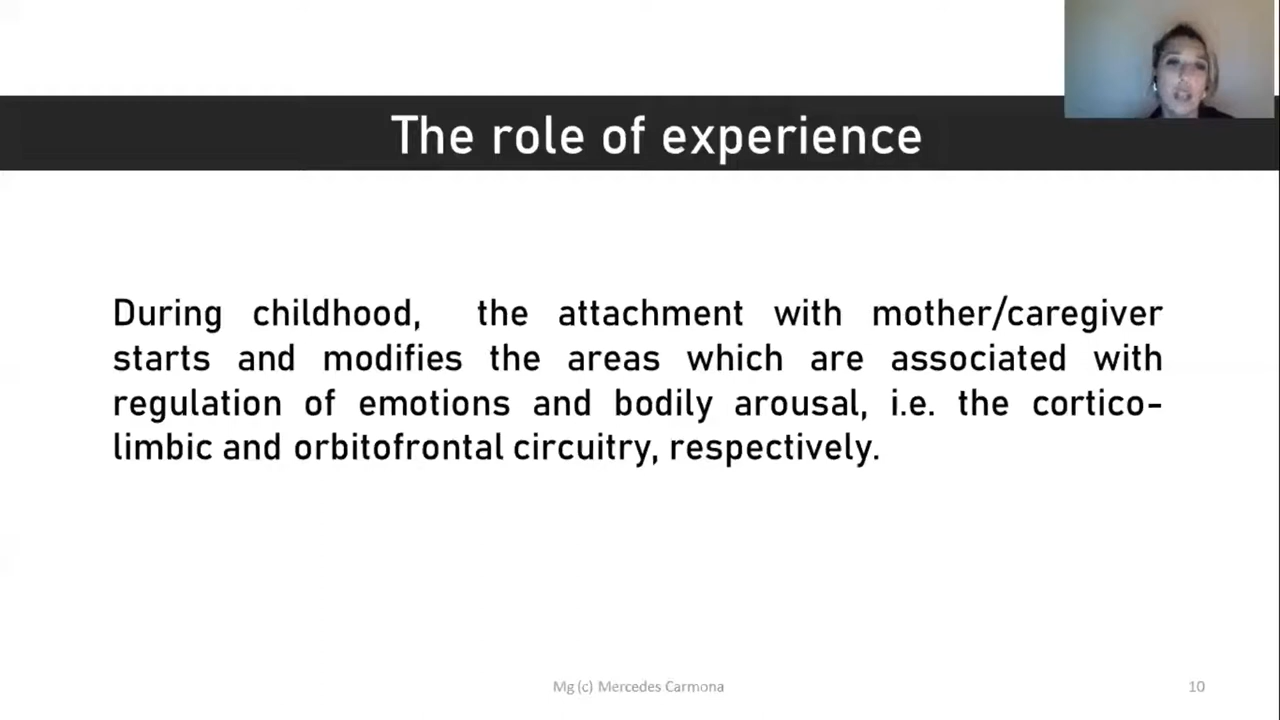 The role of experience
During childhood, the attachment with mother/caregiver
starts and modifies the areas which are associated with
regulation of emotions and bodily arousal, i.e. the cortico-
limbic and orbitofrontal circuitry, respectively.
Mg (c) Mercedes Carmona
10